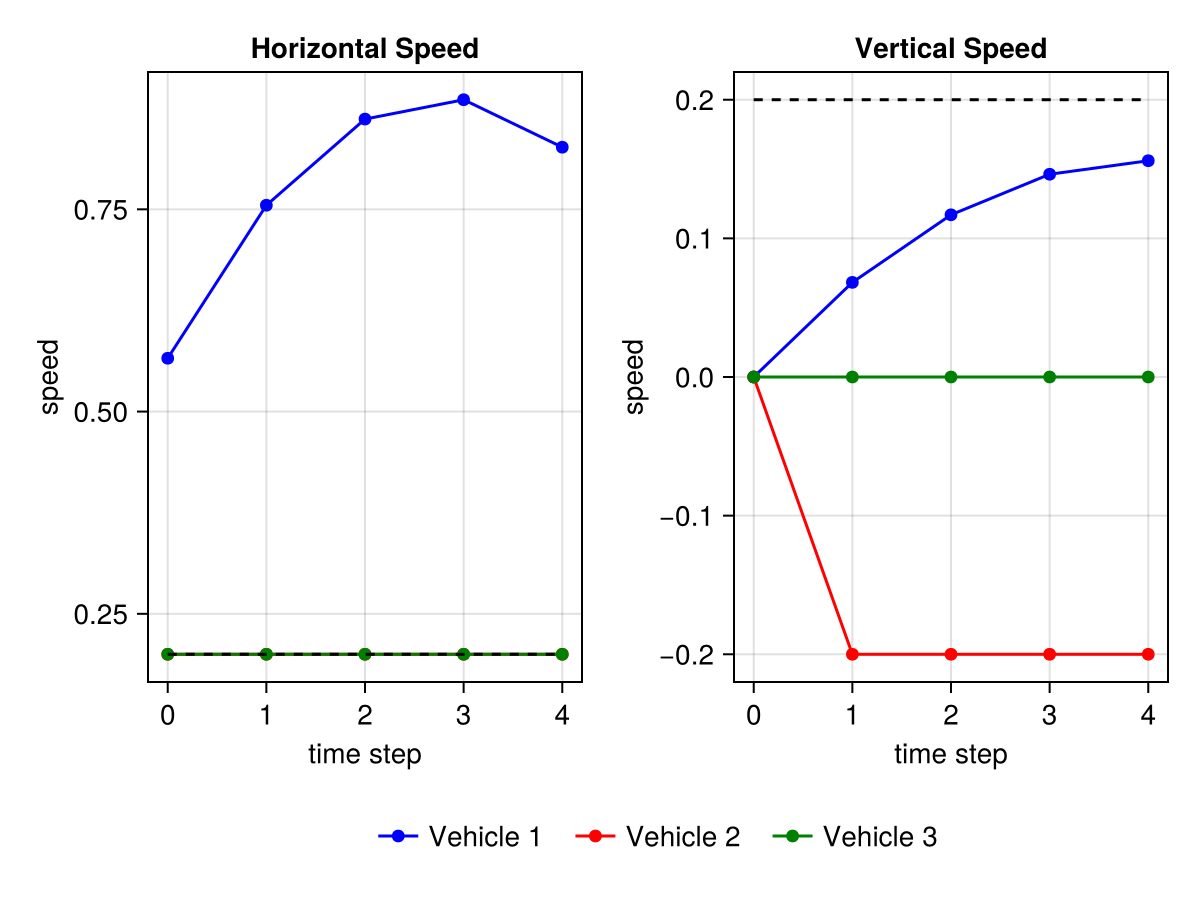 Horizontal Speed
speed
0.75
0.50
0.25
0 1 2 3 4
time step
Vertical Speed
speed
0.2
0.1
0.0
−0.1
−0.2
0 1 2 3 4
time step
Vehicle 1 Vehicle 2 Vehicle 3